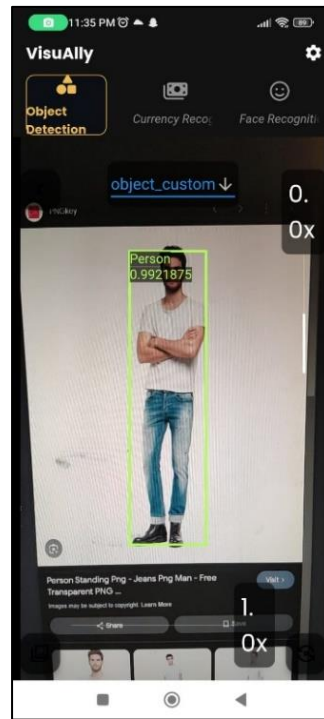 11:35 PM
89
VisuAlly
Object
Detection
Currency Recog
Face Recogniti
object_custom
0.
0x
PNGkey
Person
0.9921875
Person Standing Png - Jeans Png Man - Free
Transparent PNG ...
Visit >
Images may be subject to copyright. Learn More
Share
Save
1.
0x